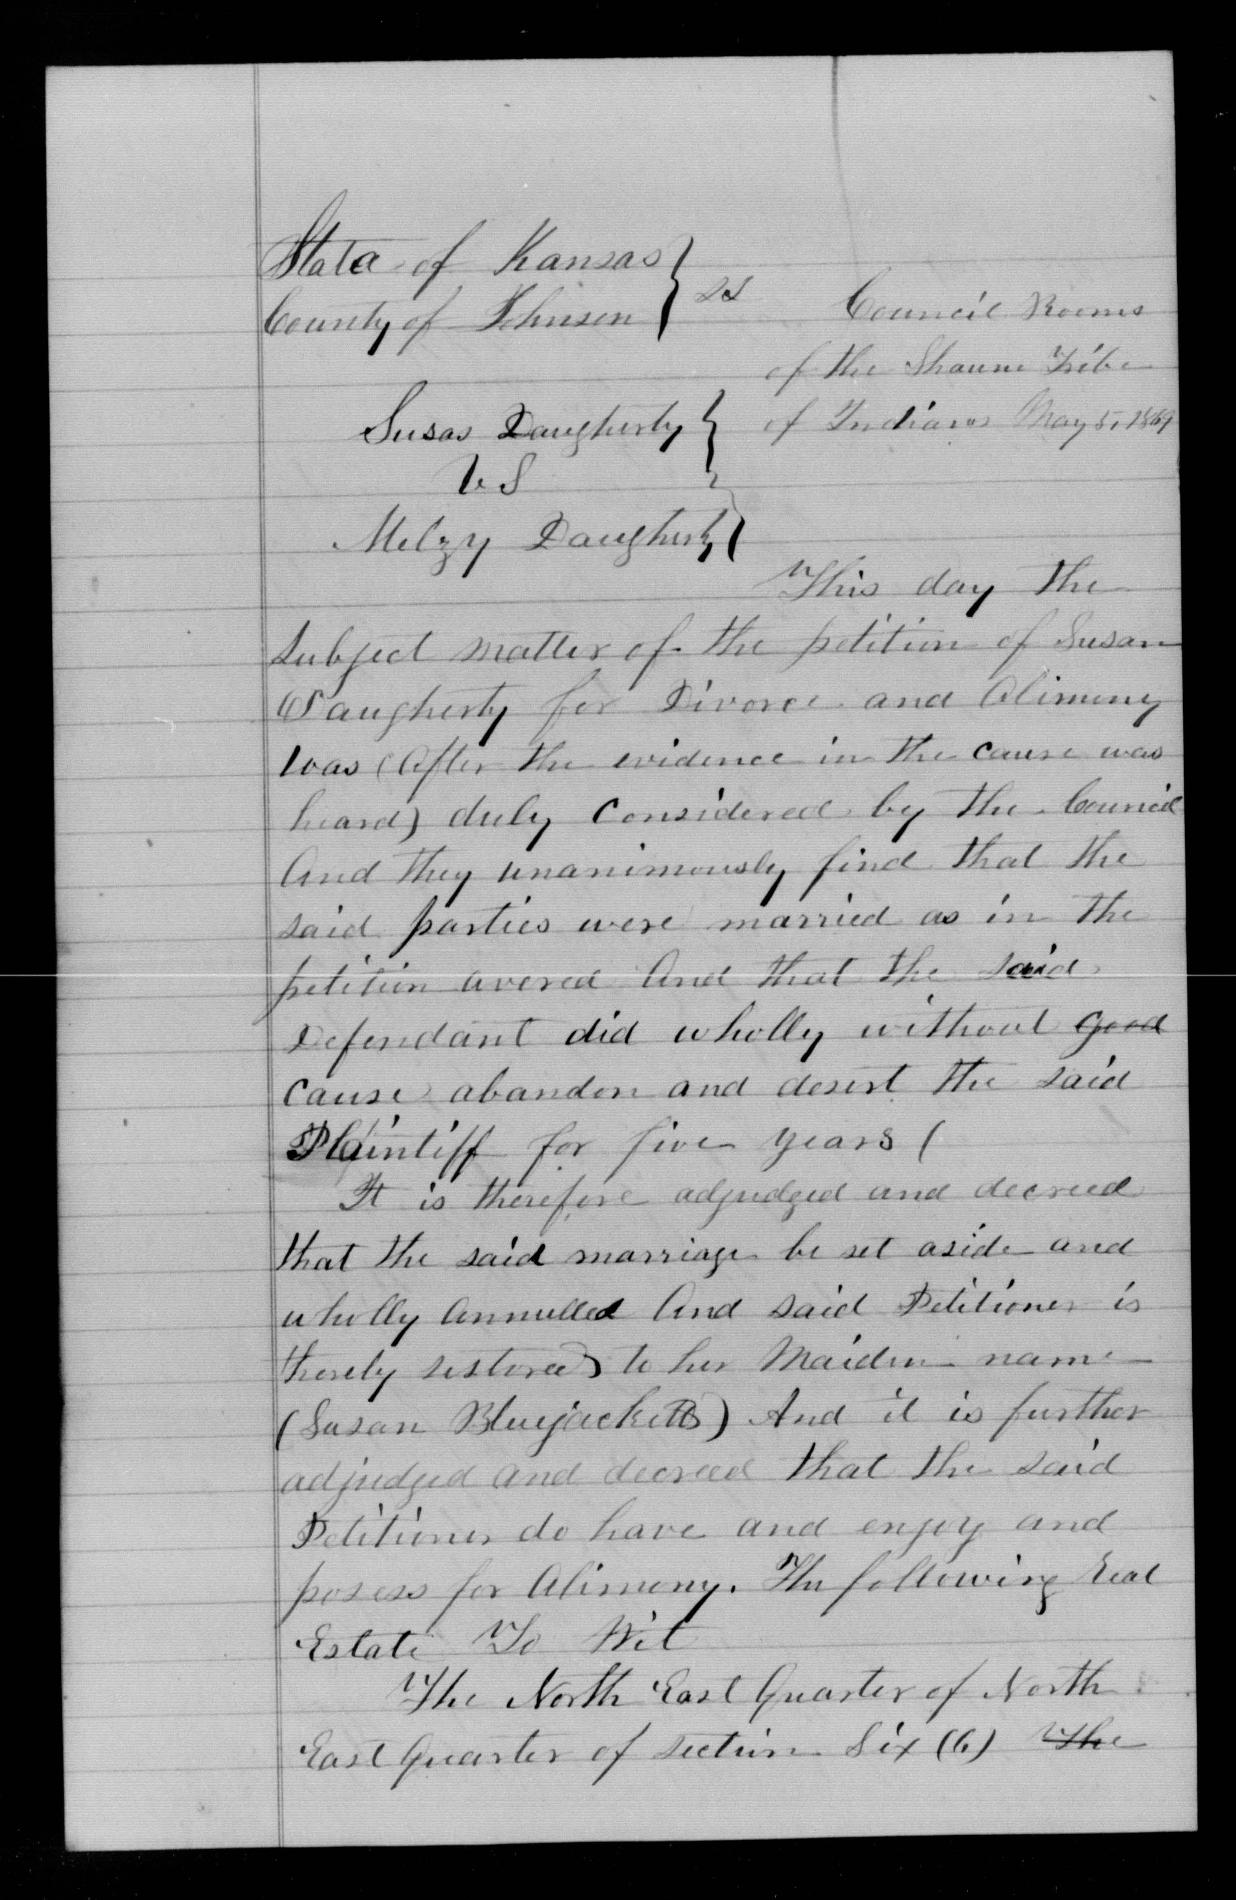 State of Kansas
County of Johnson } ss
Council Rooms
of the Shawne Tribe
of Indians May 5, 1869
Susas Daugherty
vs
Melzy Daugherty
This day the
Subject matter of the petition of Susan
Daugherty for Divorce and Alimony
was (After the evidence in the cause was
heard) duly Considered by the Council
And they unanimously find that the
said parties were married as in the
petition avered And that the said
Defendant did wholly without good
cause abandon and desert the said
Plaintiff for five years (
It is therefore adjudged and decreed
that the said marriage be set aside and
wholly annulled And said Petitioner is
thereby restored to her Maiden name
(Susan Bluejackett) And it is further
adjudged and decreed that the said
Petitioner do have and enjoy and
posess for Alimony. The following Real
Estate To Wit
The North East Quarter of North
East Quarter of section Six (6) The